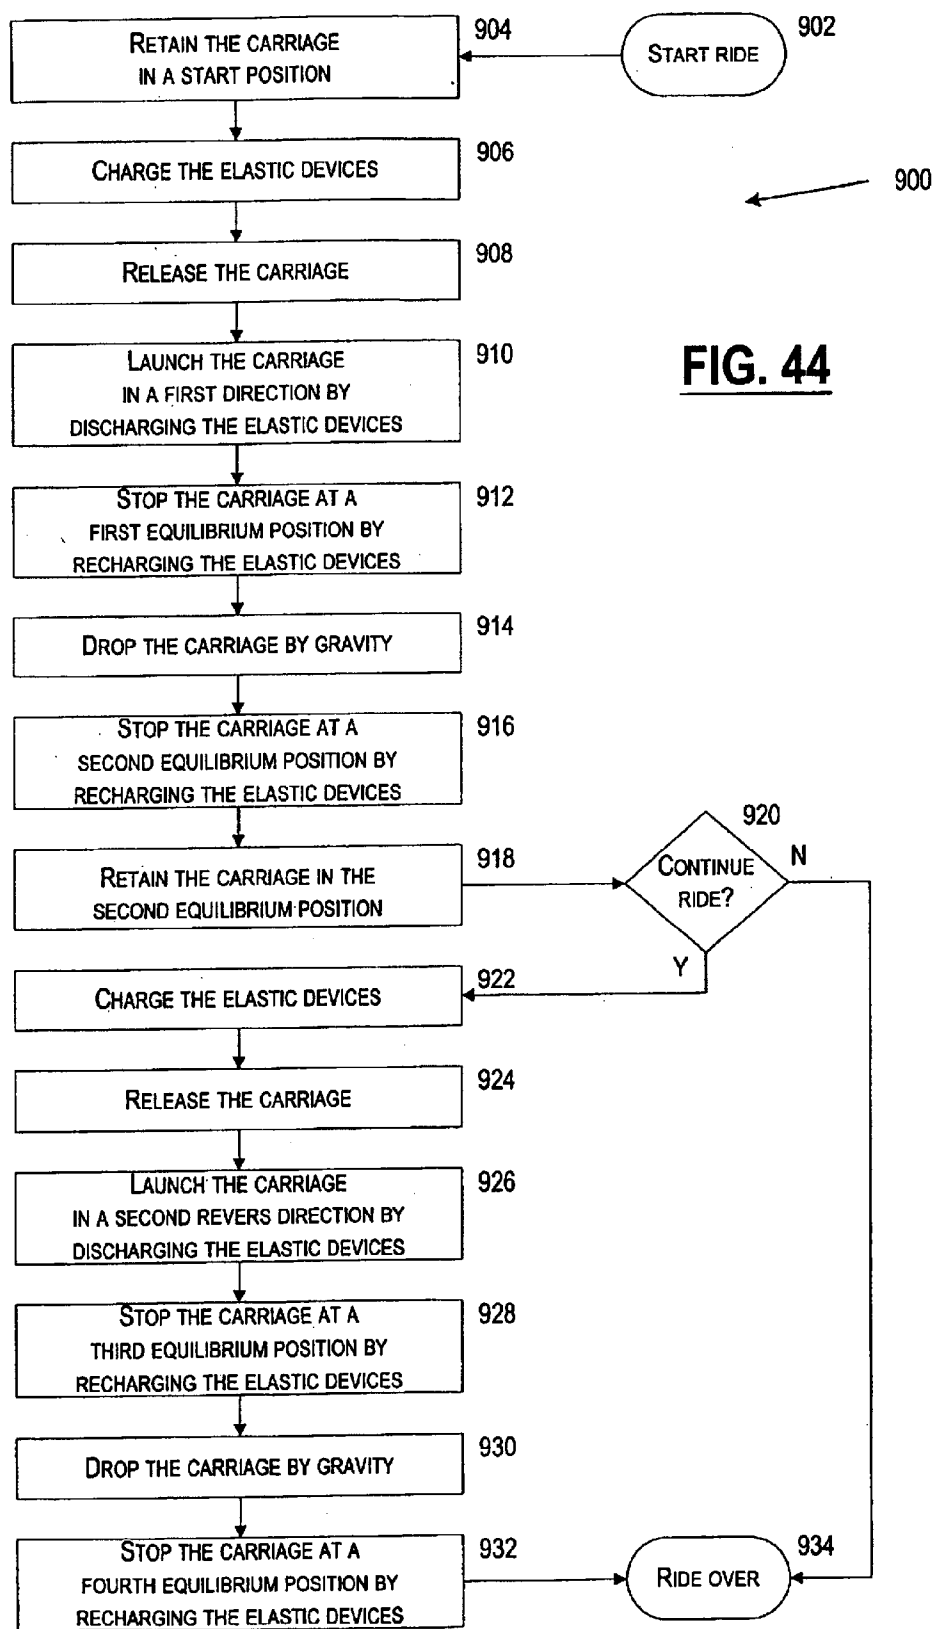 START RIDE
902
RETAIN THE CARRIAGE
IN A START POSITION
904
CHARGE THE ELASTIC DEVICES
906
900
RELEASE THE CARRIAGE
908
LAUNCH THE CARRIAGE
IN A FIRST DIRECTION BY
DISCHARGING THE ELASTIC DEVICES
910
FIG. 44
STOP THE CARRIAGE AT A
FIRST EQUILIBRIUM POSITION BY
RECHARGING THE ELASTIC DEVICES
912
DROP THE CARRIAGE BY GRAVITY
914
STOP THE CARRIAGE AT A
SECOND EQUILIBRIUM POSITION BY
RECHARGING THE ELASTIC DEVICES
916
RETAIN THE CARRIAGE IN THE
SECOND EQUILIBRIUM POSITION
918
CONTINUE
RIDE?
920
N
Y
CHARGE THE ELASTIC DEVICES
922
RELEASE THE CARRIAGE
924
LAUNCH THE CARRIAGE
IN A SECOND REVERS DIRECTION BY
DISCHARGING THE ELASTIC DEVICES
926
STOP THE CARRIAGE AT A
THIRD EQUILIBRIUM POSITION BY
RECHARGING THE ELASTIC DEVICES
928
DROP THE CARRIAGE BY GRAVITY
930
STOP THE CARRIAGE AT A
FOURTH EQUILIBRIUM POSITION BY
RECHARGING THE ELASTIC DEVICES
932
RIDE OVER
934